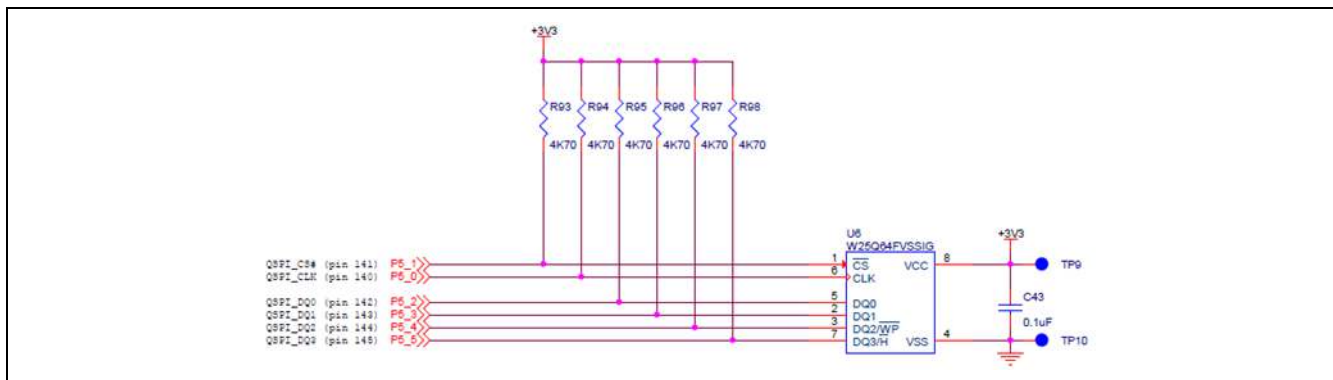 +3V3
R93 R94 R95 R96 R97 R98
4K70 4K70 4K70 4K70 4K70 4K70
U6
W25Q64FVSSIG
+3V3
QSPI_CS# (pin 141) P5_1 1 CS VCC 8 TP9
QSPI_CLK (pin 140) P5_0 6 CLK
C43
QSPI_DQ0 (pin 142) P5_2 5 DQ0
QSPI_DQ1 (pin 143) P5_3 2 DQ1
0.1uF
QSPI_DQ2 (pin 144) P5_4 3 DQ2/WP
QSPI_DQ3 (pin 145) P5_5 7 DQ3/H VSS 4 TP10